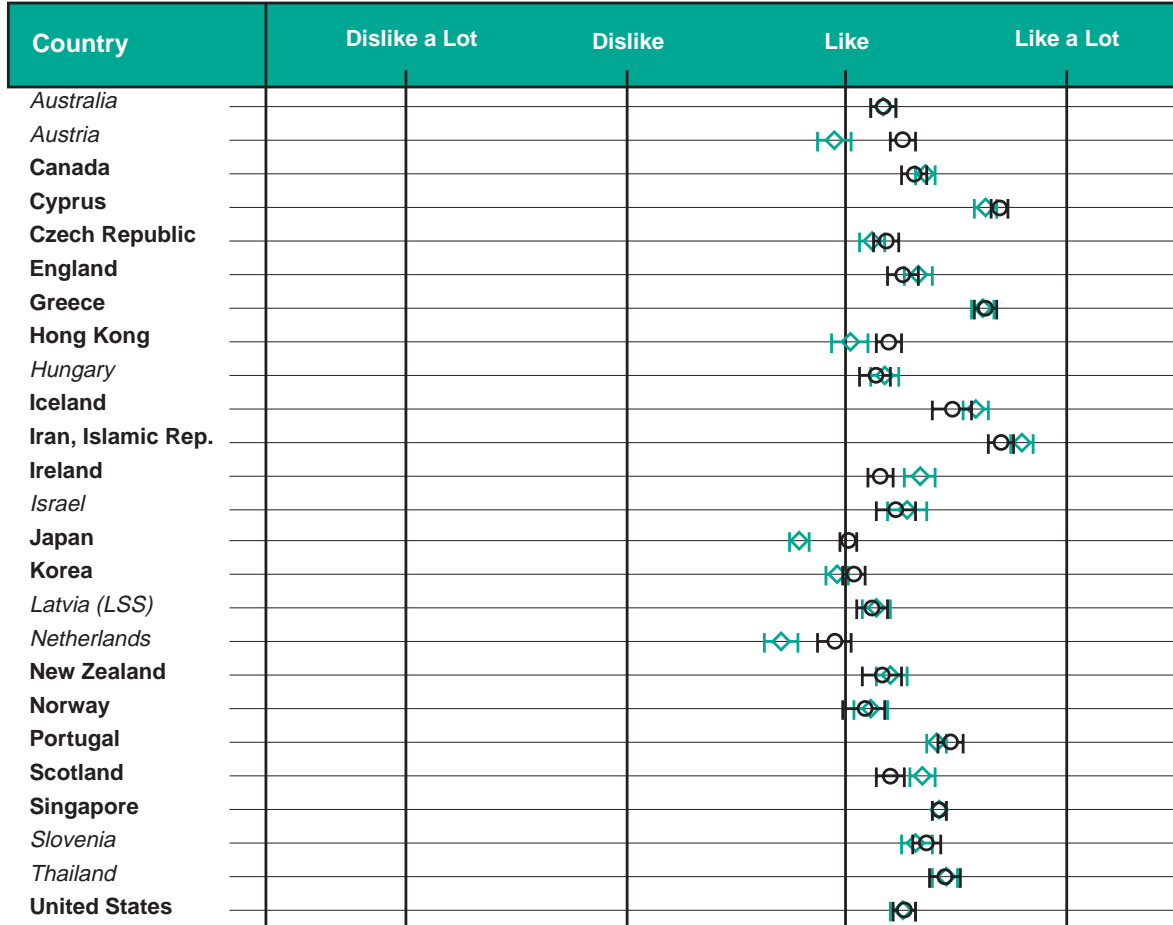 Country Dislike a Lot Dislike Like Like a Lot
Australia
Austria
Canada
Cyprus
Czech Republic
England
Greece
Hong Kong
Hungary
Iceland
Iran, Islamic Rep.
Ireland
Israel
Japan
Korea
Latvia (LSS)
Netherlands
New Zealand
Norway
Portugal
Scotland
Singapore
Slovenia
Thailand
United States